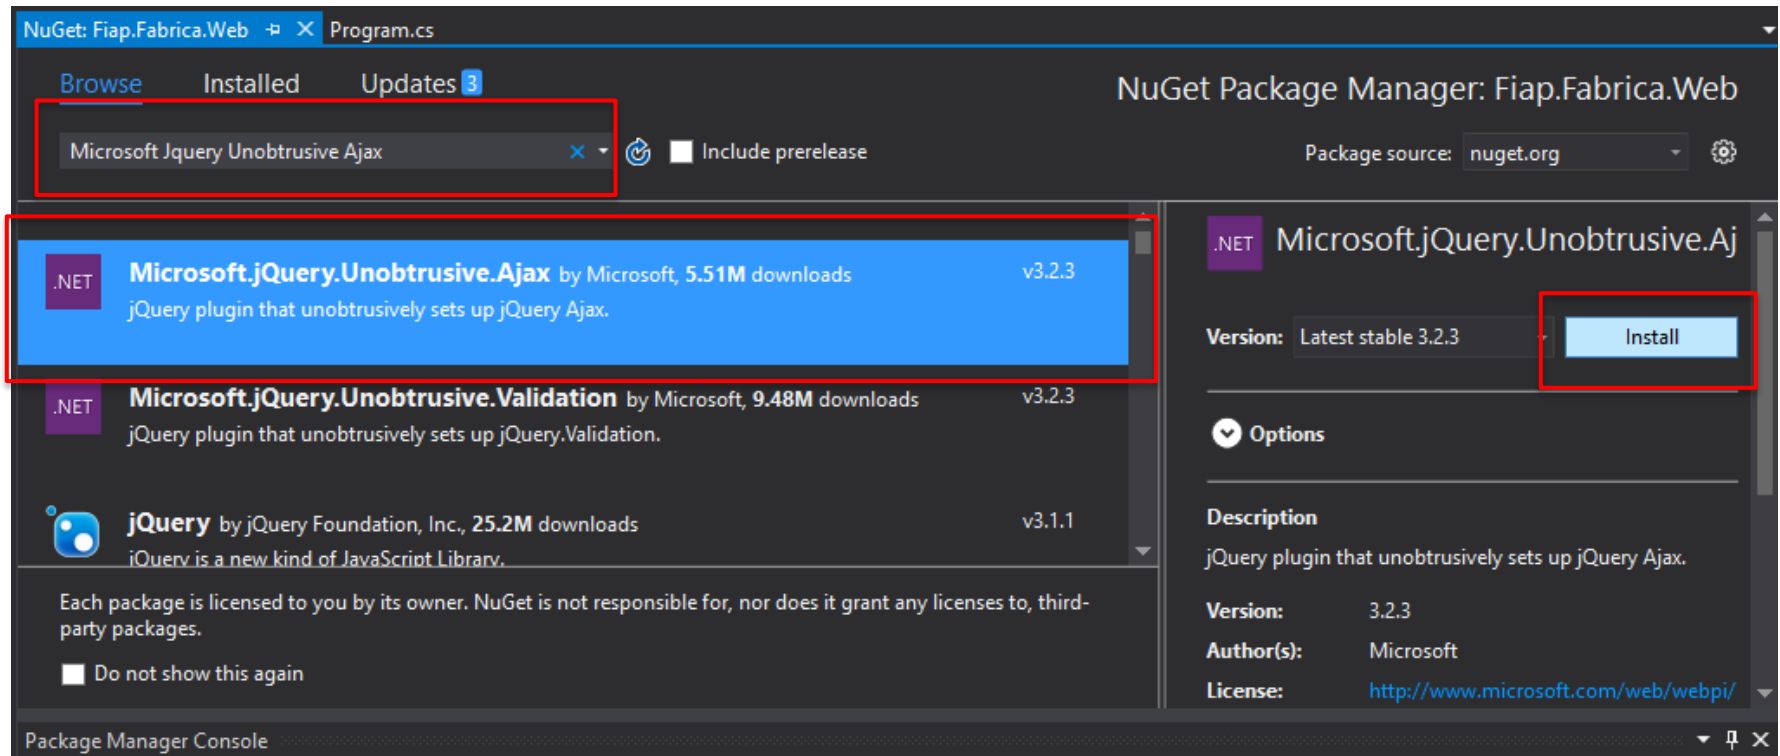 NuGet: Fiap.Fabrica.Web Program.cs
Browse Installed Updates 3
NuGet Package Manager: Fiap.Fabrica.Web
Microsoft Jquery Unobtrusive Ajax
Include prerelease
Package source: nuget.org
.NET
Microsoft.jQuery.Unobtrusive.Ajax by Microsoft, 5.51M downloads v3.2.3
jQuery plugin that unobtrusively sets up jQuery Ajax.
.NET
Microsoft.jQuery.Unobtrusive.Validation by Microsoft, 9.48M downloads v3.2.3
jQuery plugin that unobtrusively sets up jQuery.Validation.
jQuery by jQuery Foundation, Inc., 25.2M downloads v3.1.1
jQuery is a new kind of JavaScript Library.
Each package is licensed to you by its owner. NuGet is not responsible for, nor does it grant any licenses to, third-
party packages.
Do not show this again
.NET Microsoft.jQuery.Unobtrusive.Aj
Version: Latest stable 3.2.3 Install
Options
Description
jQuery plugin that unobtrusively sets up jQuery Ajax.
Version: 3.2.3
Author(s): Microsoft
License: http://www.microsoft.com/web/webpi/
Package Manager Console